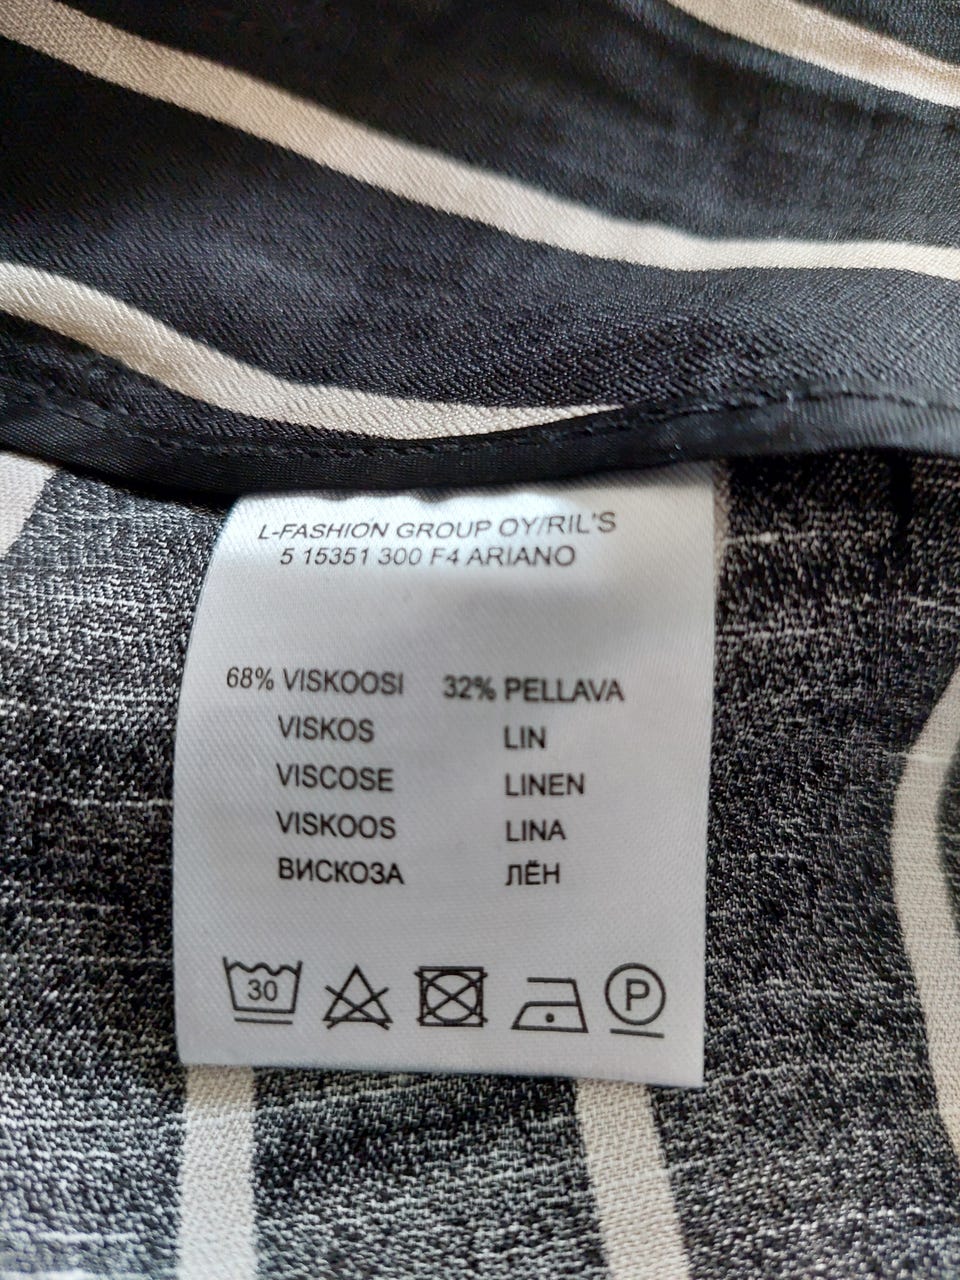 L-FASHION GROUP OY/RIL'S
5 15351 300 F4 ARIANO
68% VISKOOSI 32% PELLAVA
VISKOS LIN
VISCOSE LINEN
VISKOOS LINA
ВИСКОЗА ЛЁН
30 P